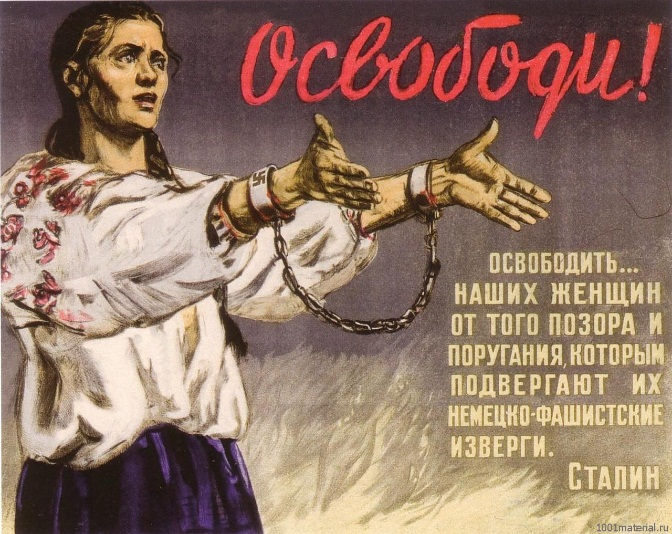 Освободи!
ОСВОБОДИТЬ...
НАШИХ ЖЕНЩИН
ОТ ТОГО ПОЗОРА И
ПОРУГАНИЯ, КОТОРЫМ
ПОДВЕРГАЮТ ИХ
НЕМЕЦКО-ФАШИСТСКИЕ
ИЗВЕРГИ.
СТАЛИН
1001material.ru